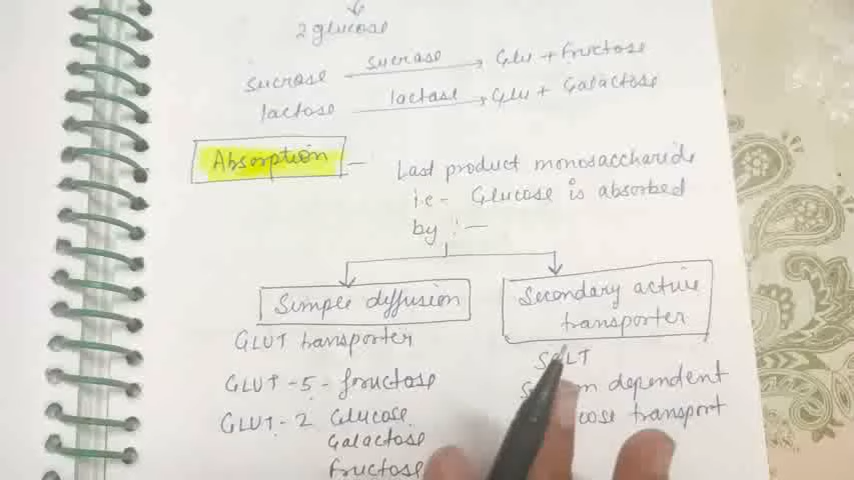 2 glucose
sucrase sucrase Glu + Fructose
lactose lactase Glu + Galactose
Absorption — Last product monosaccharide
i.e- Glucose is absorbed
by :—
Simple diffusion
Secondary active
transporter
GLUT transporter
GLUT -5 - fructose
GLUT - 2 Glucose
Galactose
Fructose
dependent
transport